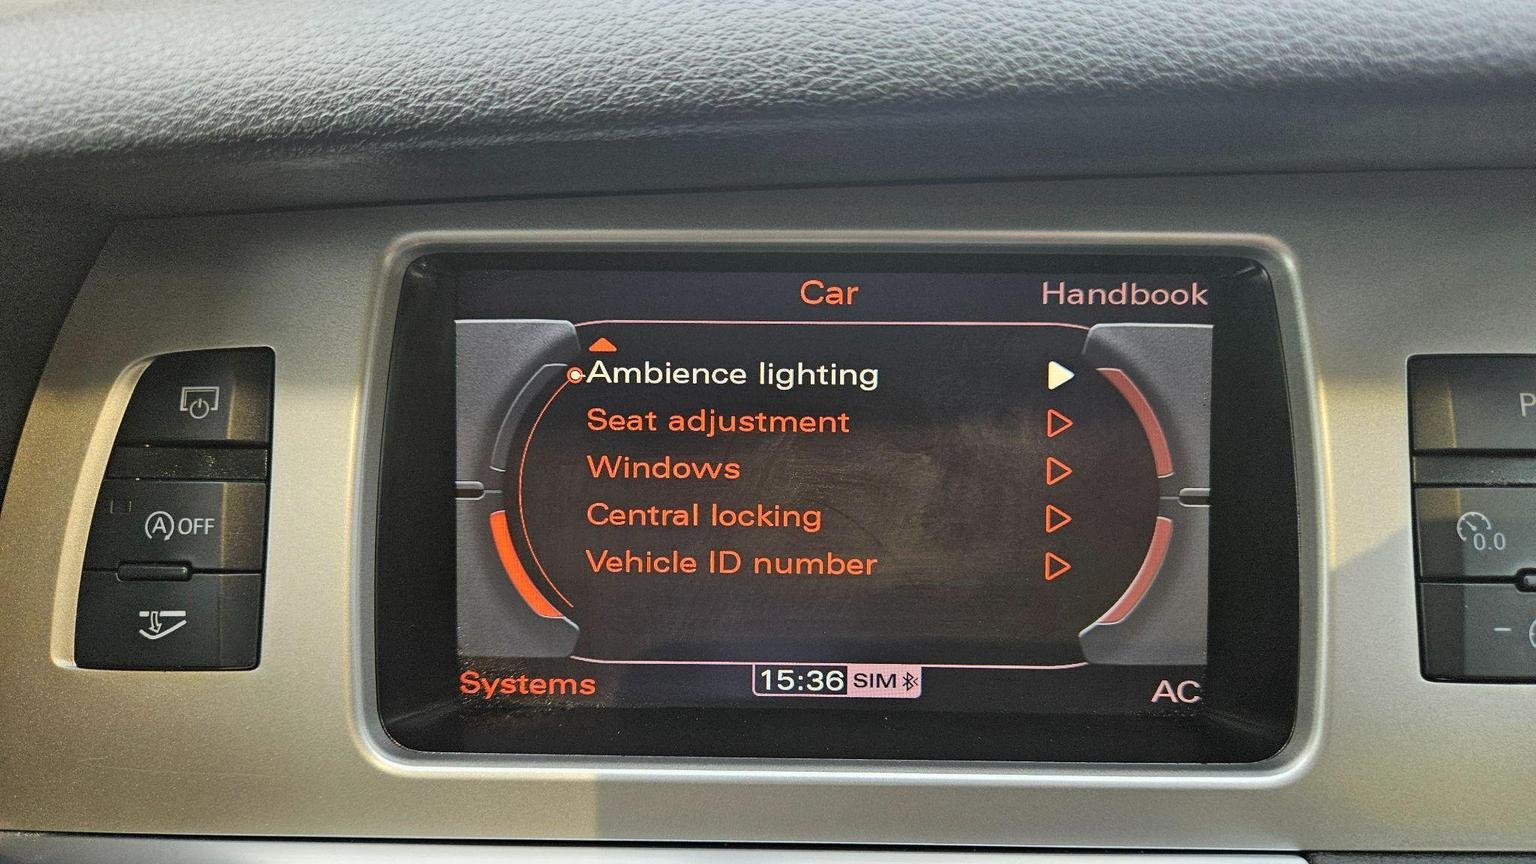 Car
Handbook
Ambience lighting
Seat adjustment
Windows
Central locking
Vehicle ID number
Systems
15:36 SIM
AC
A OFF
P
0.0